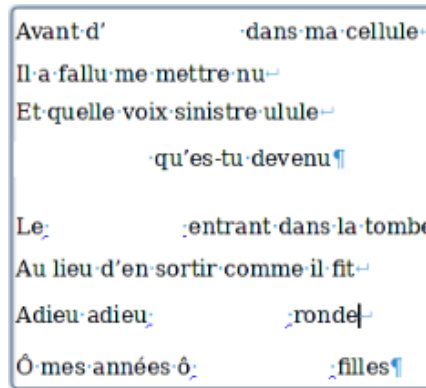 Avant d’ dans ma cellule
Il a fallu me mettre nu
Et quelle voix sinistre ulule
qu’es-tu devenu
Le entrant dans la tombe
Au lieu d’en sortir comme il fit
Adieu adieu ronde
Ô mes années ô filles